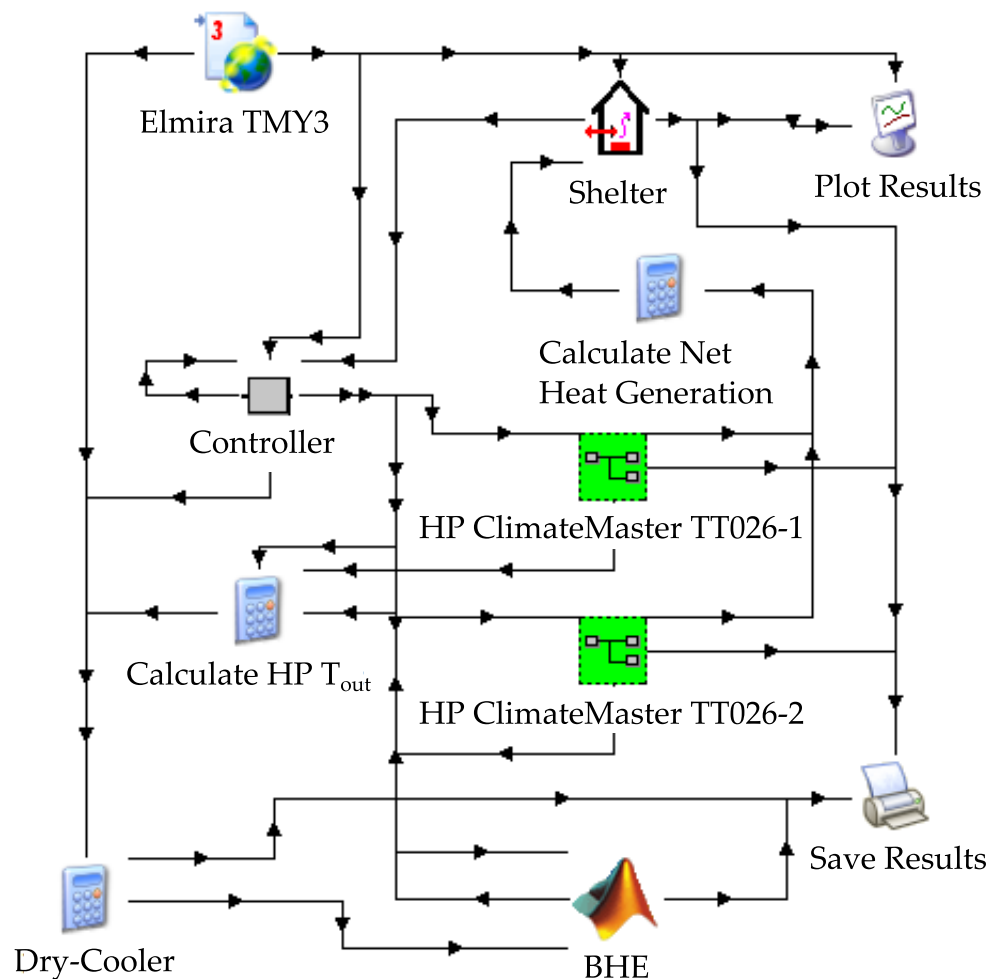 3
Elmira TMY3
Shelter
Plot Results
Calculate Net
Heat Generation
Controller
HP ClimateMaster TT026-1
Calculate HP Tout
HP ClimateMaster TT026-2
Save Results
Dry-Cooler
BHE